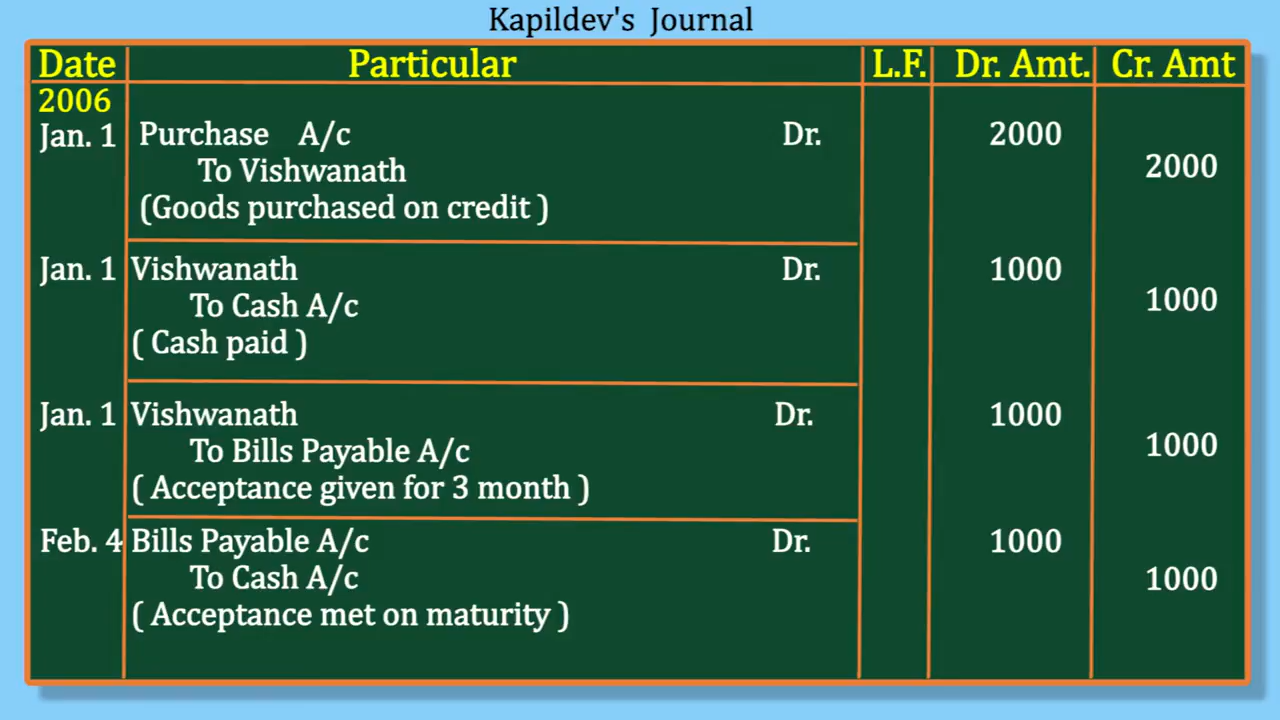 Kapildev's Journal
Date Particular L.F. Dr. Amt. Cr. Amt
2006
Jan. 1 Purchase A/c Dr. 2000
To Vishwanath 2000
(Goods purchased on credit )
Jan. 1 Vishwanath Dr. 1000
To Cash A/c 1000
( Cash paid )
Jan. 1 Vishwanath Dr. 1000
To Bills Payable A/c 1000
( Acceptance given for 3 month )
Feb. 4 Bills Payable A/c Dr. 1000
To Cash A/c 1000
( Acceptance met on maturity )